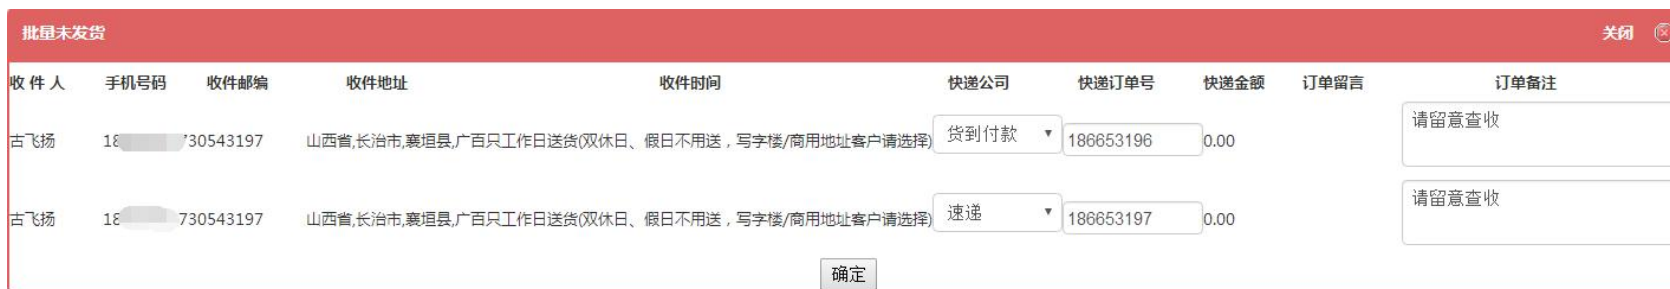 批量未发货 关闭
收 件 人 手机号码 收件邮编 收件地址 收件时间 快递公司 快递订单号 快递金额 订单留言 订单备注
古飞扬 18 730543197 山西省,长治市,襄垣县,广百只工作日送货(双休日、假日不用送，写字楼/商用地址客户请选择) 货到付款 186653196 0.00 请留意查收
古飞扬 18 730543197 山西省,长治市,襄垣县,广百只工作日送货(双休日、假日不用送，写字楼/商用地址客户请选择) 速递 186653197 0.00 请留意查收
确定